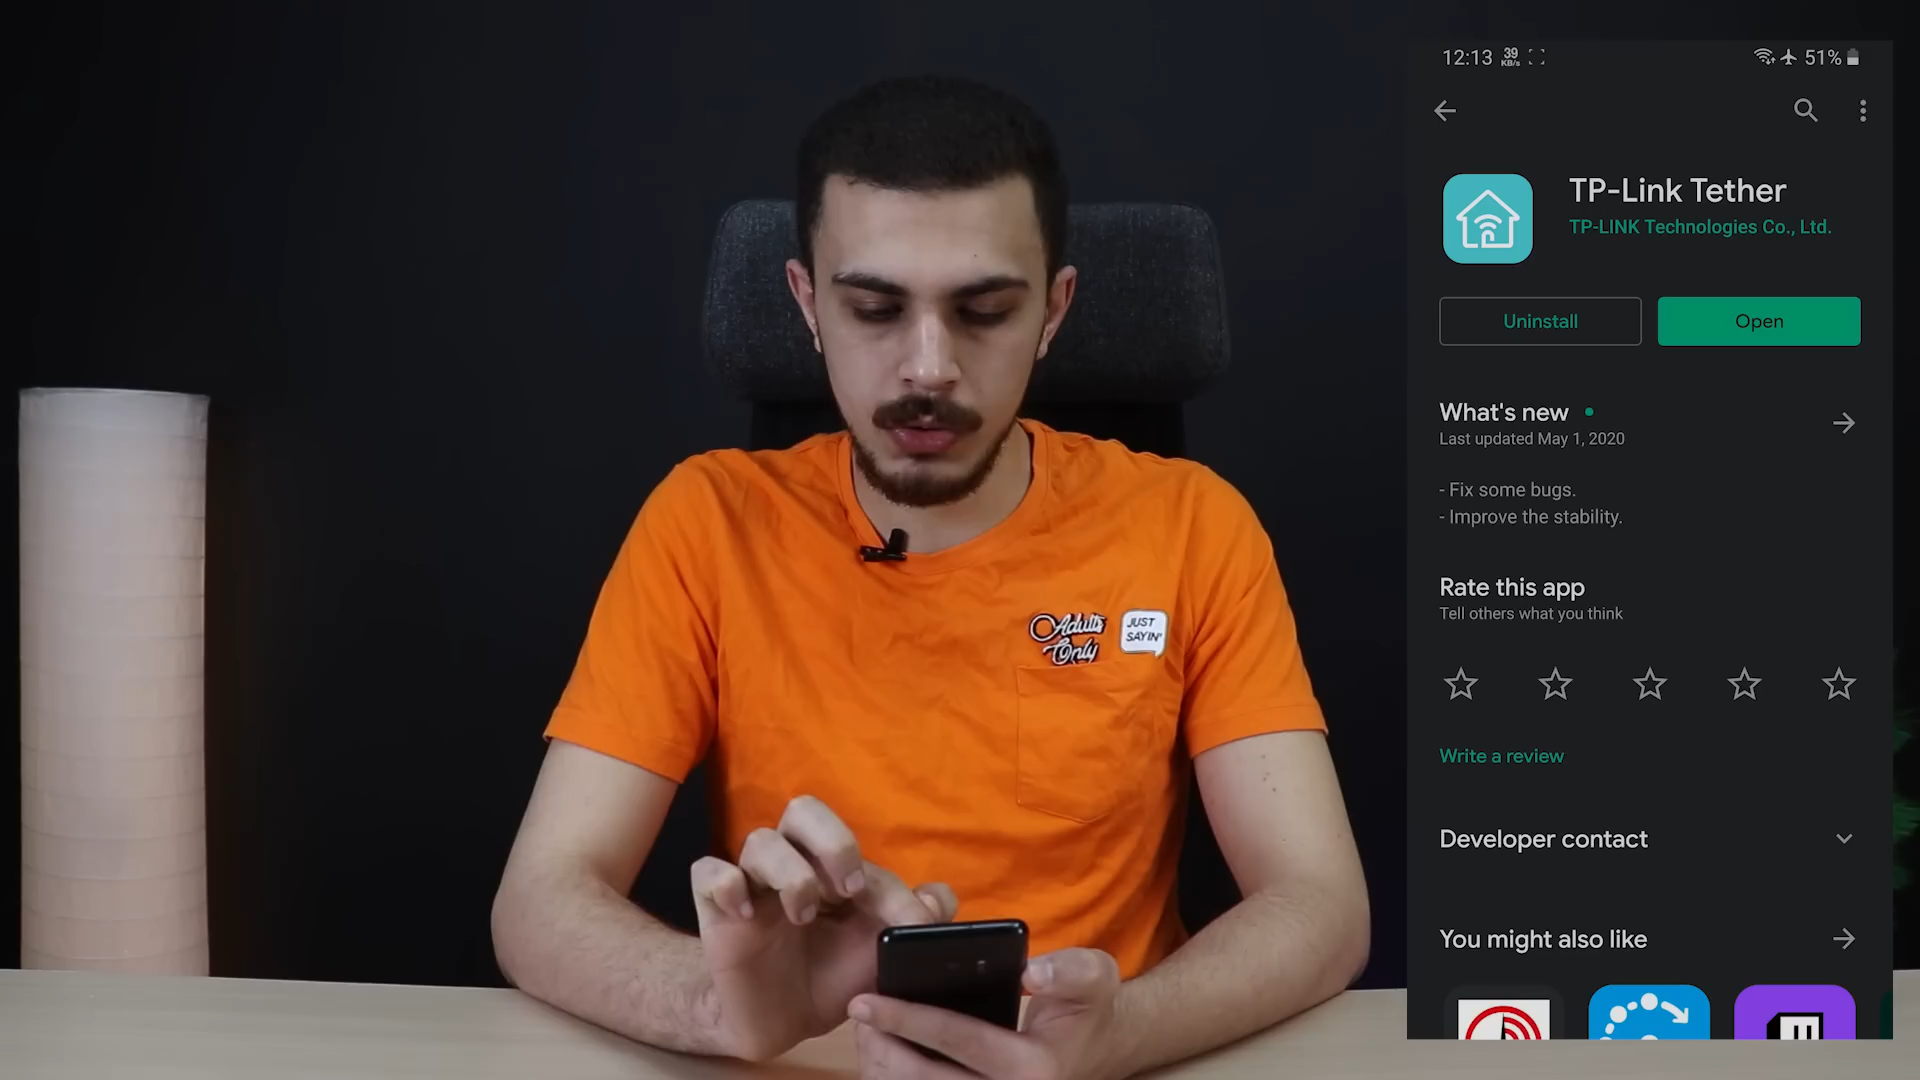 12:13 39 KB/s 51%
TP-Link Tether
TP-LINK Technologies Co., Ltd.
Uninstall Open
What's new
Last updated May 1, 2020
- Fix some bugs.
- Improve the stability.
Rate this app
Tell others what you think
Write a review
Developer contact
You might also like
Adults
Only
JUST
SAYIN'